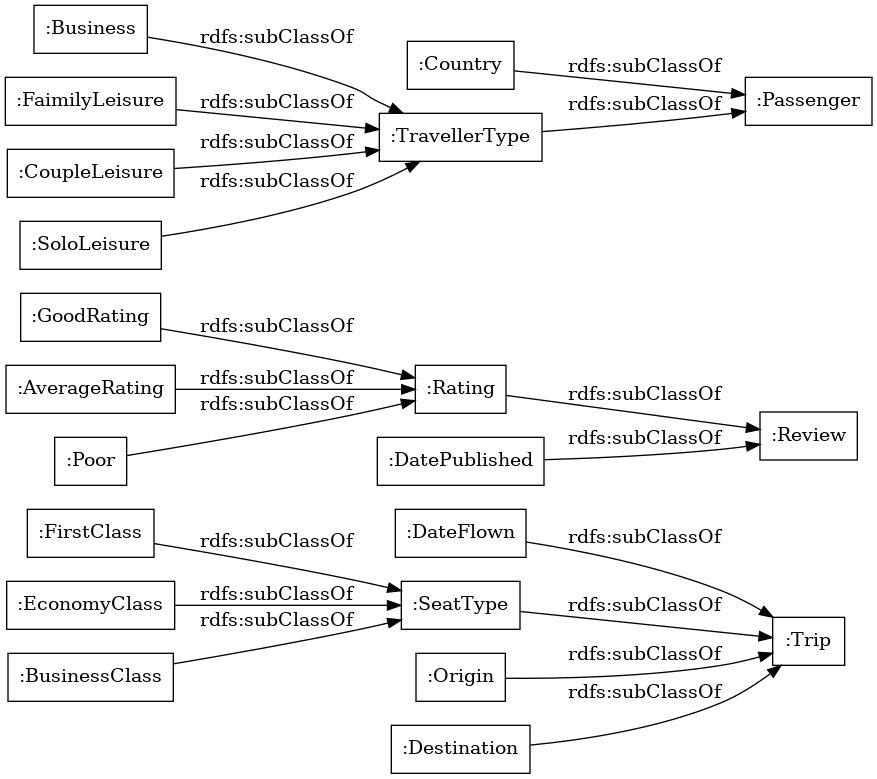 :Business
rdfs:subClassOf
:Country
rdfs:subClassOf
:FaimilyLeisure
rdfs:subClassOf
rdfs:subClassOf
:Passenger
:TravellerType
:CoupleLeisure
rdfs:subClassOf
rdfs:subClassOf
:SoloLeisure
:GoodRating
rdfs:subClassOf
:AverageRating
rdfs:subClassOf
:Rating
rdfs:subClassOf
rdfs:subClassOf
:Poor
:DatePublished
rdfs:subClassOf
:Review
:FirstClass
rdfs:subClassOf
:DateFlown
rdfs:subClassOf
:EconomyClass
rdfs:subClassOf
:SeatType
rdfs:subClassOf
rdfs:subClassOf
:Trip
:BusinessClass
:Origin
rdfs:subClassOf
rdfs:subClassOf
:Destination